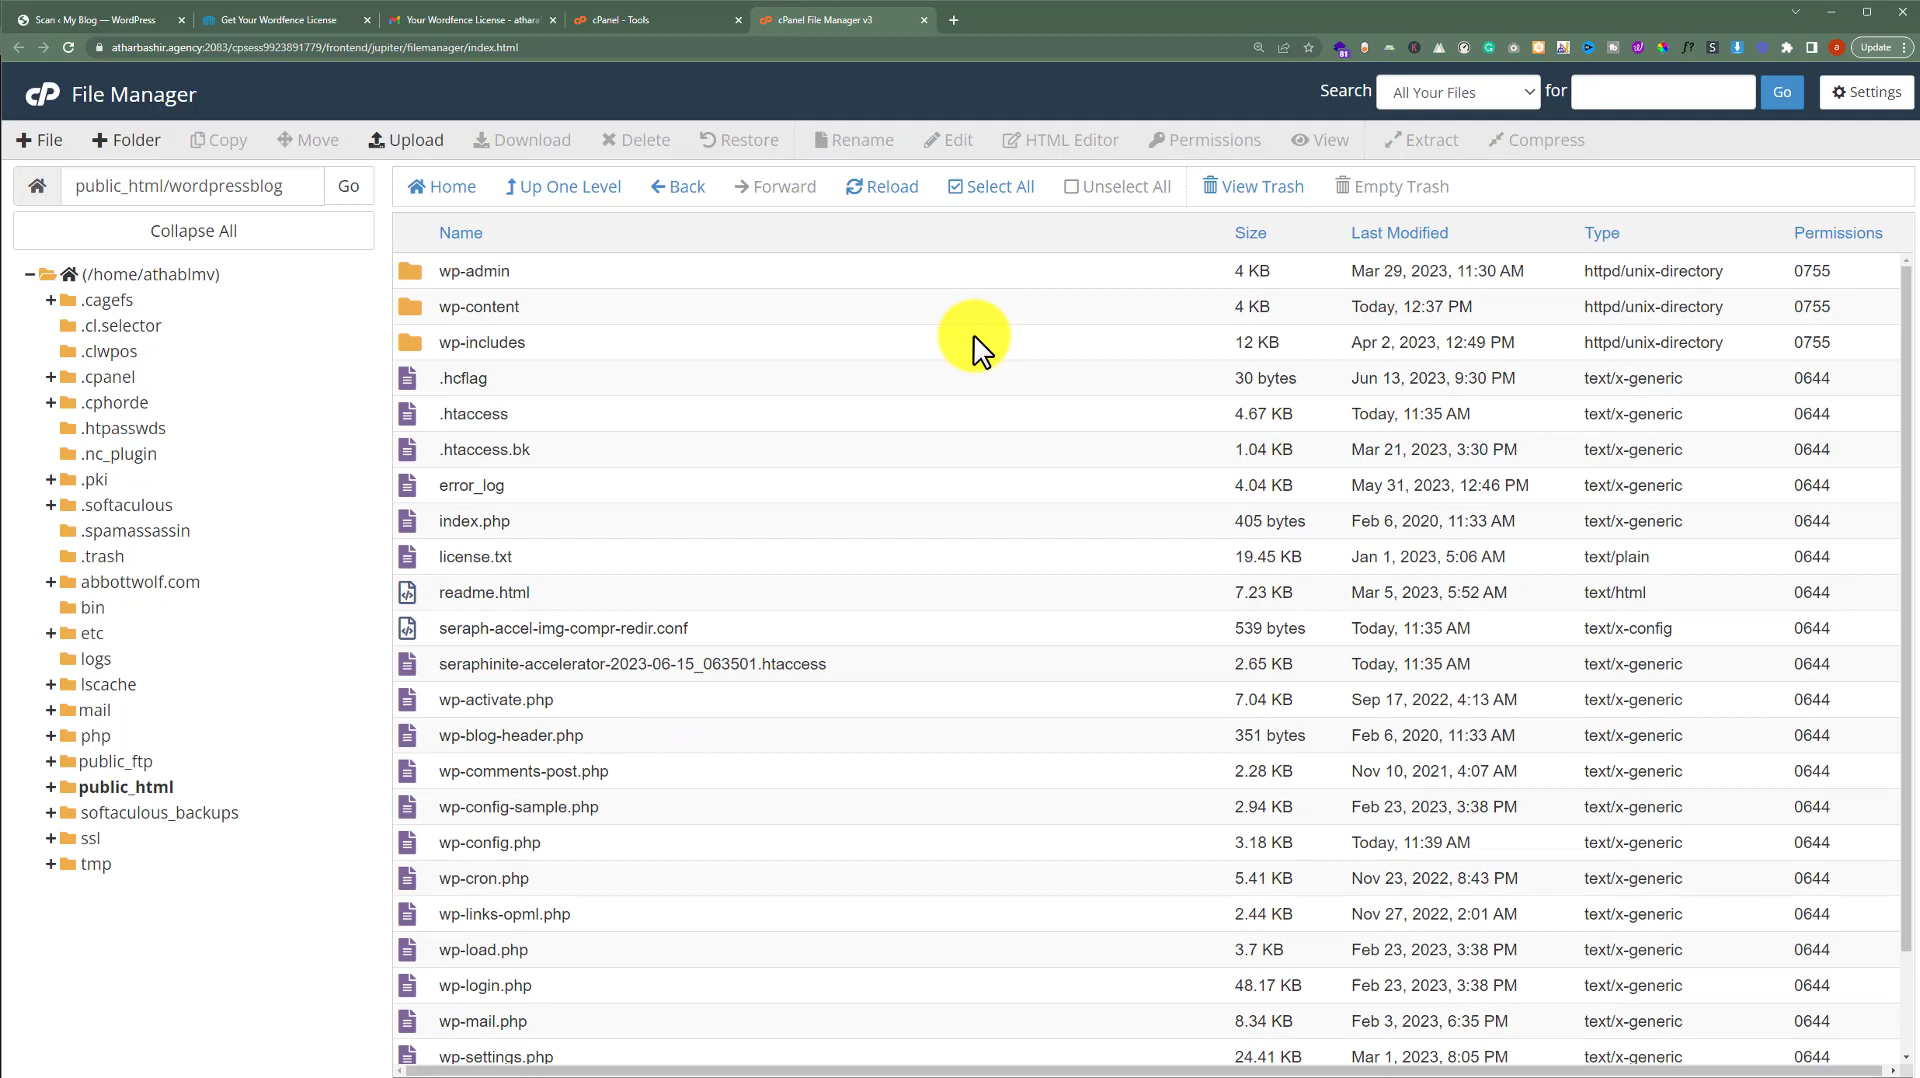 Scan ‹ My Blog — WordPress
Get Your Wordfence License
Your Wordfence License - athara
cPanel - Tools
cPanel File Manager v3
atharbashir.agency:2083/cpsess9923891779/frontend/jupiter/filemanager/index.html
81
Update
cP File Manager
Search All Your Files for Go Settings
File Folder Copy Move Upload Download Delete Restore Rename Edit HTML Editor Permissions View Extract Compress
public_html/wordpressblog Go Home Up One Level Back Forward Reload Select All Unselect All View Trash Empty Trash
Collapse All
(/home/athablmv)
.cagefs
.cl.selector
.clwpos
.cpanel
.cphorde
.htpasswds
.nc_plugin
.pki
.softaculous
.spamassassin
.trash
abbottwolf.com
bin
etc
logs
lscache
mail
php
public_ftp
public_html
softaculous_backups
ssl
tmp
Name Size Last Modified Type Permissions
wp-admin 4 KB Mar 29, 2023, 11:30 AM httpd/unix-directory 0755
wp-content 4 KB Today, 12:37 PM httpd/unix-directory 0755
wp-includes 12 KB Apr 2, 2023, 12:49 PM httpd/unix-directory 0755
.hcflag 30 bytes Jun 13, 2023, 9:30 PM text/x-generic 0644
.htaccess 4.67 KB Today, 11:35 AM text/x-generic 0644
.htaccess.bk 1.04 KB Mar 21, 2023, 3:30 PM text/x-generic 0644
error_log 4.04 KB May 31, 2023, 12:46 PM text/x-generic 0644
index.php 405 bytes Feb 6, 2020, 11:33 AM text/x-generic 0644
license.txt 19.45 KB Jan 1, 2023, 5:06 AM text/plain 0644
readme.html 7.23 KB Mar 5, 2023, 5:52 AM text/html 0644
seraph-accel-img-compr-redir.conf 539 bytes Today, 11:35 AM text/x-config 0644
seraphinite-accelerator-2023-06-15_063501.htaccess 2.65 KB Today, 11:35 AM text/x-generic 0644
wp-activate.php 7.04 KB Sep 17, 2022, 4:13 AM text/x-generic 0644
wp-blog-header.php 351 bytes Feb 6, 2020, 11:33 AM text/x-generic 0644
wp-comments-post.php 2.28 KB Nov 10, 2021, 4:07 AM text/x-generic 0644
wp-config-sample.php 2.94 KB Feb 23, 2023, 3:38 PM text/x-generic 0644
wp-config.php 3.18 KB Today, 11:39 AM text/x-generic 0644
wp-cron.php 5.41 KB Nov 23, 2022, 8:43 PM text/x-generic 0644
wp-links-opml.php 2.44 KB Nov 27, 2022, 2:01 AM text/x-generic 0644
wp-load.php 3.7 KB Feb 23, 2023, 3:38 PM text/x-generic 0644
wp-login.php 48.17 KB Feb 23, 2023, 3:38 PM text/x-generic 0644
wp-mail.php 8.34 KB Feb 3, 2023, 6:35 PM text/x-generic 0644
wp-settings.php 24.41 KB Mar 1, 2023, 8:05 PM text/x-generic 0644